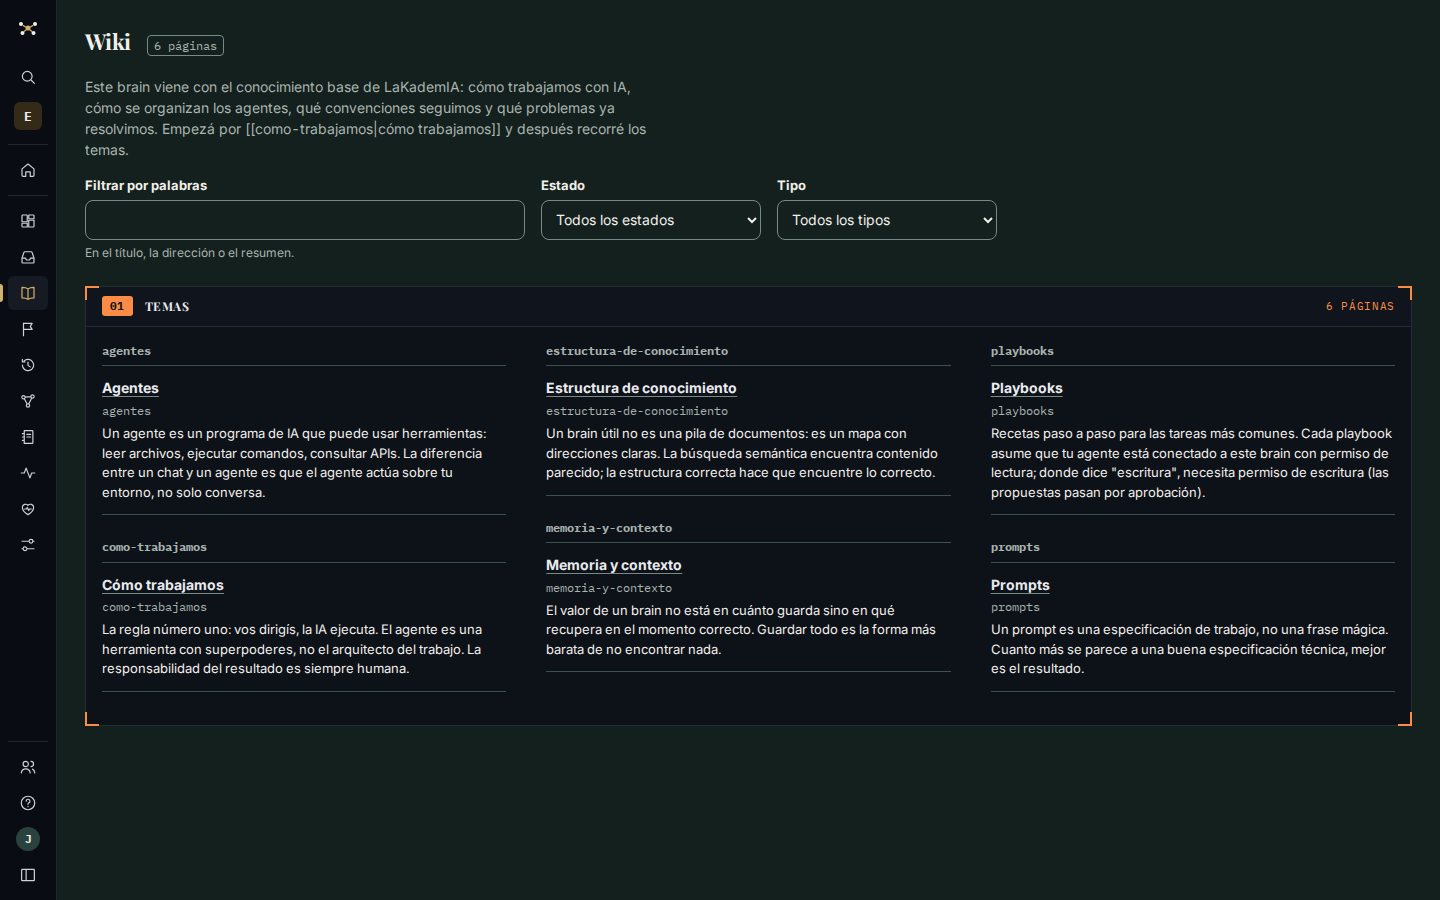 Wiki
6 páginas
E
Este brain viene con el conocimiento base de LaKademIA: cómo trabajamos con IA,
cómo se organizan los agentes, qué convenciones seguimos y qué problemas ya
resolvimos. Empezá por [[como-trabajamos|cómo trabajamos]] y después recorré los
temas.
Filtrar por palabras
Estado
Tipo
Todos los estados
Todos los tipos
En el título, la dirección o el resumen.
01
TEMAS
6 PÁGINAS
agentes
Agentes
agentes
Un agente es un programa de IA que puede usar herramientas:
leer archivos, ejecutar comandos, consultar APIs. La diferencia
entre un chat y un agente es que el agente actúa sobre tu
entorno, no solo conversa.
como-trabajamos
Cómo trabajamos
como-trabajamos
La regla número uno: vos dirigís, la IA ejecuta. El agente es una
herramienta con superpoderes, no el arquitecto del trabajo. La
responsabilidad del resultado es siempre humana.
estructura-de-conocimiento
Estructura de conocimiento
estructura-de-conocimiento
Un brain útil no es una pila de documentos: es un mapa con
direcciones claras. La búsqueda semántica encuentra contenido
parecido; la estructura correcta hace que encuentre lo correcto.
memoria-y-contexto
Memoria y contexto
memoria-y-contexto
El valor de un brain no está en cuánto guarda sino en qué
recupera en el momento correcto. Guardar todo es la forma más
barata de no encontrar nada.
playbooks
Playbooks
playbooks
Recetas paso a paso para las tareas más comunes. Cada playbook
asume que tu agente está conectado a este brain con permiso de
lectura; donde dice "escritura", necesita permiso de escritura (las
propuestas pasan por aprobación).
prompts
Prompts
prompts
Un prompt es una especificación de trabajo, no una frase mágica.
Cuanto más se parece a una buena especificación técnica, mejor
es el resultado.
J